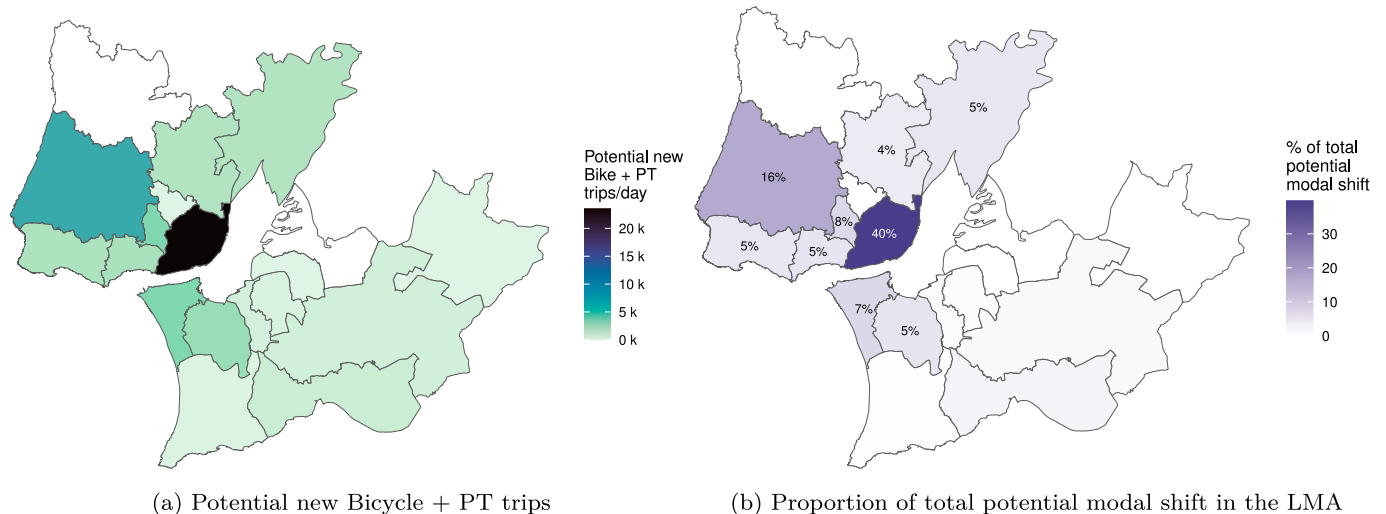 Potential new
Bike + PT
trips/day
20 k
15 k
10 k
5 k
0 k
(a) Potential new Bicycle + PT trips
5%
4%
16%
8%
40%
5%
5%
7%
5%
% of total
potential
modal shift
30
20
10
0
(b) Proportion of total potential modal shift in the LMA